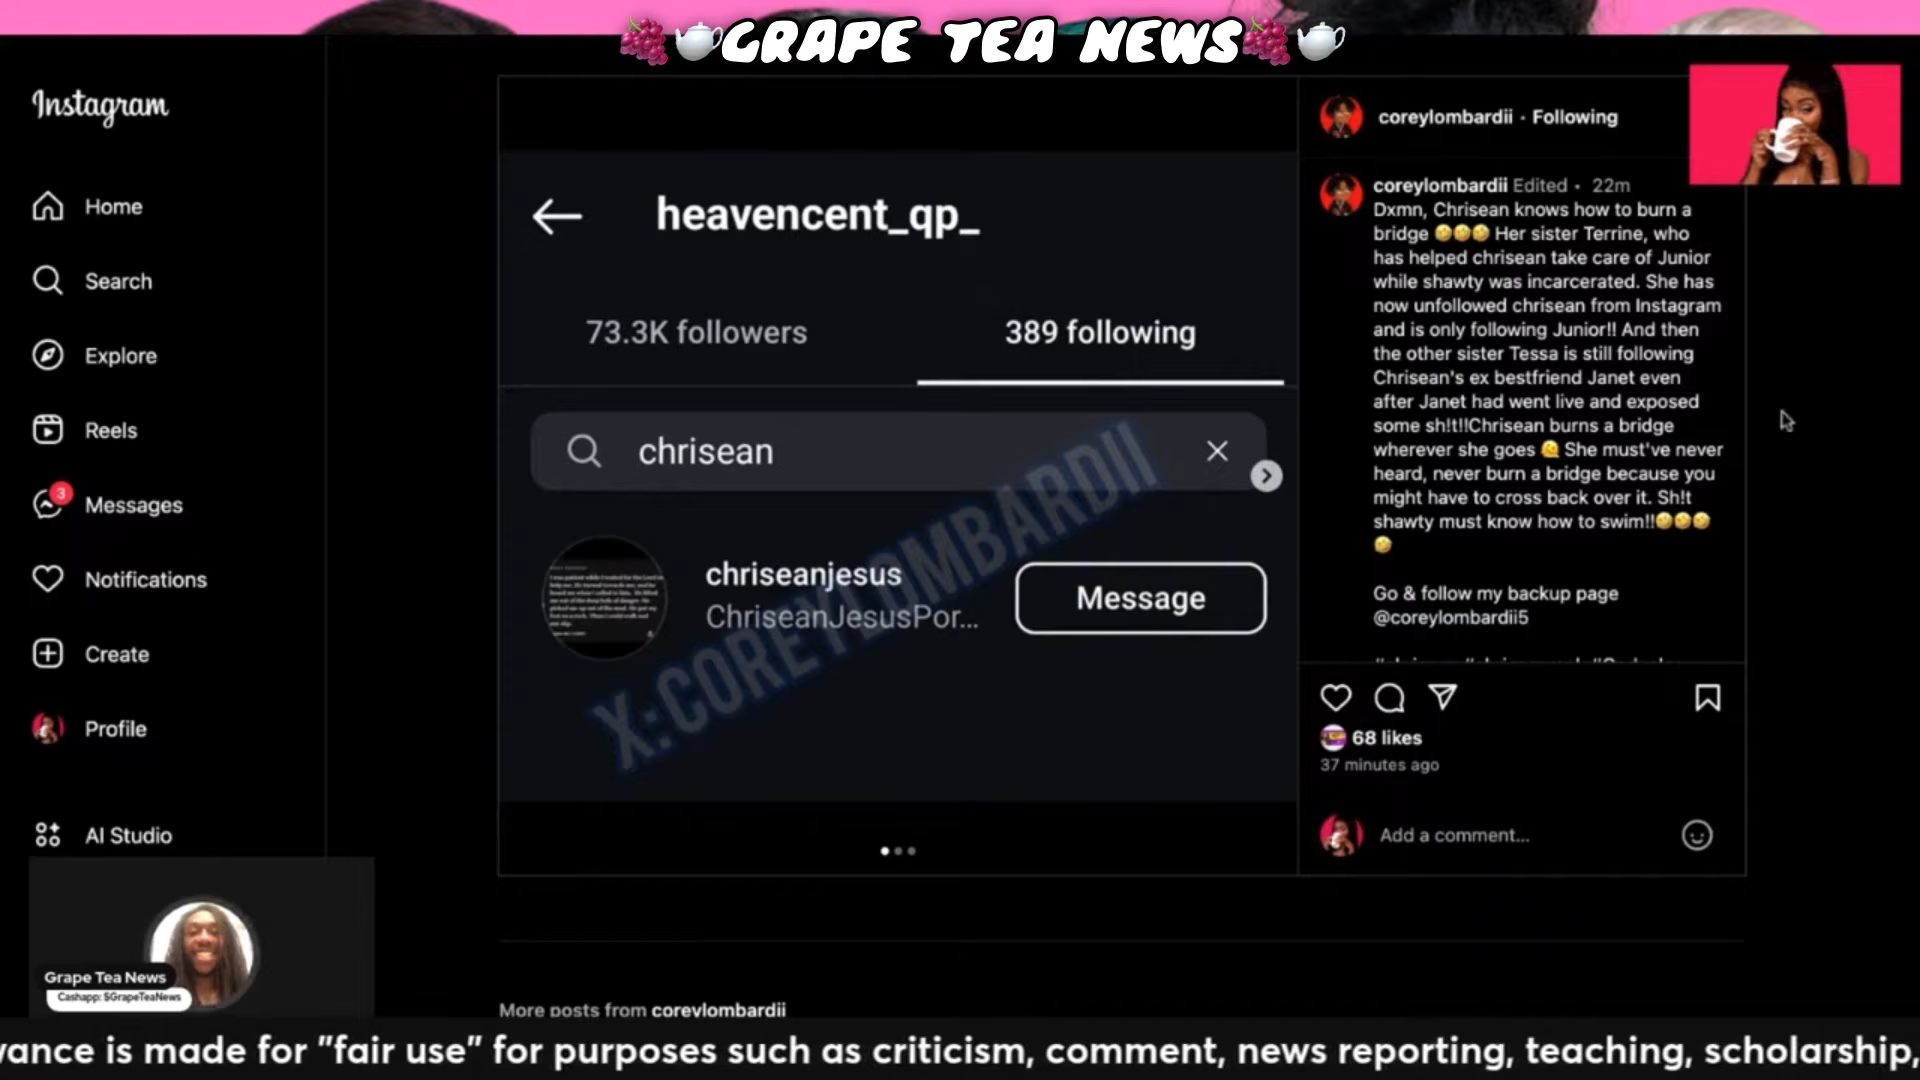 GRAPE TEA NEWS
Instagram
Home
Search
Explore
Reels
3
Messages
Notifications
Create
Profile
AI Studio
heavencent_qp_
73.3K followers
389 following
chrisean
chriseanjesus
ChriseanJesusPor...
Message
X:COREYLOMBARDII
coreylombardii · Following
coreylombardii Edited · 22m
Dxmn, Chrisean knows how to burn a
bridge 🤣🤣🤣 Her sister Terrine, who
has helped chrisean take care of Junior
while shawty was incarcerated. She has
now unfollowed chrisean from Instagram
and is only following Junior!! And then
the other sister Tessa is still following
Chrisean's ex bestfriend Janet even
after Janet had went live and exposed
some sh!t!!Chrisean burns a bridge
wherever she goes 🫠 She must've never
heard, never burn a bridge because you
might have to cross back over it. Sh!t
shawty must know how to swim!!🤣🤣🤣
🤣
Go & follow my backup page
@coreylombardii5
68 likes
37 minutes ago
Add a comment...
Grape Tea News
Cashapp: $GrapeTeaNews
More posts from coreylombardii
vance is made for "fair use" for purposes such as criticism, comment, news reporting, teaching, scholarship,